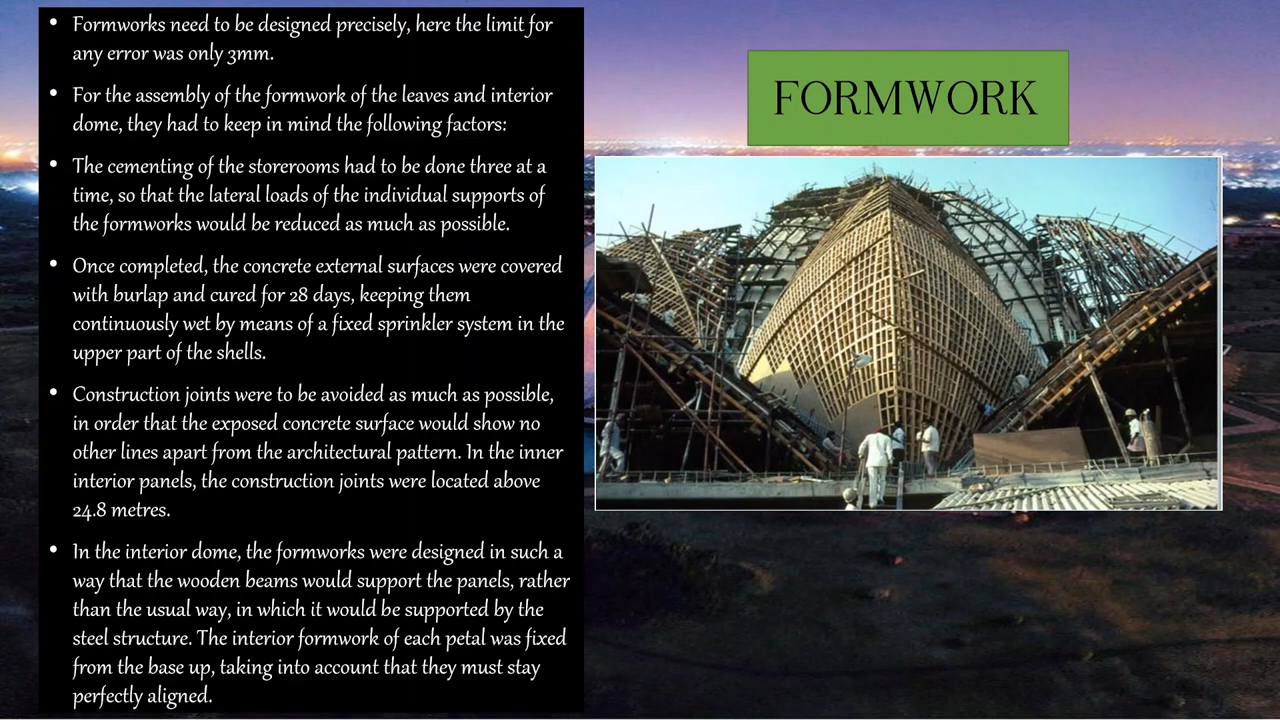 • Formworks need to be designed precisely, here the limit for
any error was only 3mm.
• For the assembly of the formwork of the leaves and interior
dome, they had to keep in mind the following factors:
• The cementing of the storerooms had to be done three at a
time, so that the lateral loads of the individual supports of
the formworks would be reduced as much as possible.
• Once completed, the concrete external surfaces were covered
with burlap and cured for 28 days, keeping them
continuously wet by means of a fixed sprinkler system in the
upper part of the shells.
• Construction joints were to be avoided as much as possible,
in order that the exposed concrete surface would show no
other lines apart from the architectural pattern. In the inner
interior panels, the construction joints were located above
24.8 metres.
• In the interior dome, the formworks were designed in such a
way that the wooden beams would support the panels, rather
than the usual way, in which it would be supported by the
steel structure. The interior formwork of each petal was fixed
from the base up, taking into account that they must stay
perfectly aligned.
FORMWORK